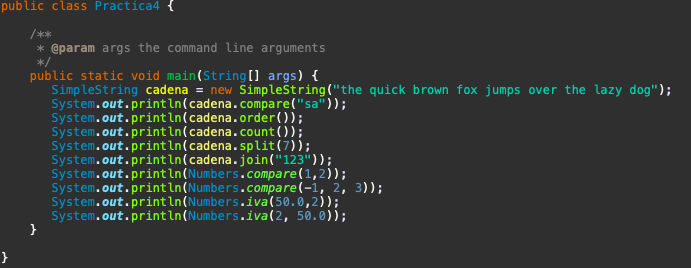 public class Practica4 {
/**
* @param args the command line arguments
*/
public static void main(String[] args) {
SimpleString cadena = new SimpleString("the quick brown fox jumps over the lazy dog");
System.out.println(cadena.compare("sa"));
System.out.println(cadena.order());
System.out.println(cadena.count());
System.out.println(cadena.split(7));
System.out.println(cadena.join("123"));
System.out.println(Numbers.compare(1,2));
System.out.println(Numbers.compare(-1, 2, 3));
System.out.println(Numbers.iva(50.0,2));
System.out.println(Numbers.iva(2, 50.0));
}
}